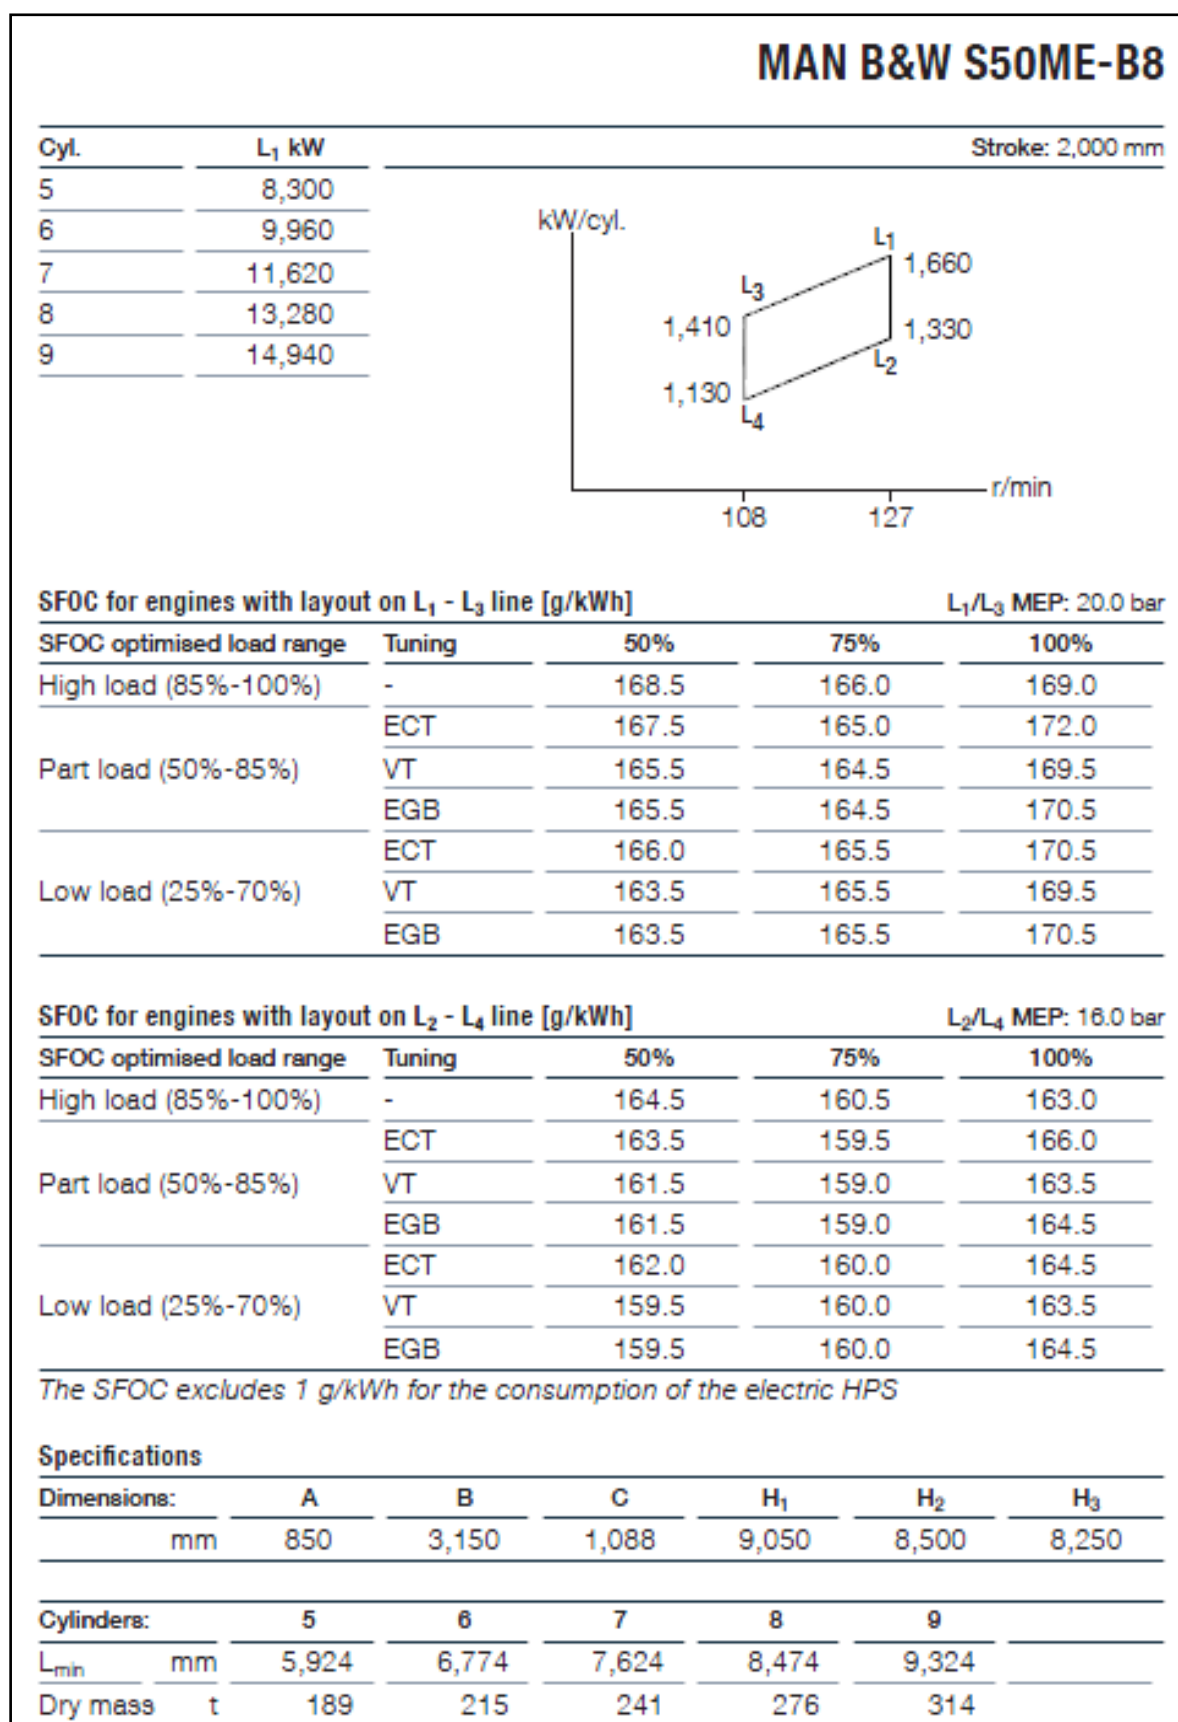 MAN B&W S50ME-B8
Cyl. L₁ kW Stroke: 2,000 mm
5 8,300
6 9,960
7 11,620
8 13,280
9 14,940
kW/cyl.
L₁
1,660
L₃
1,410
1,330
L₂
1,130
L₄
r/min
108 127
SFOC for engines with layout on L₁ - L₃ line [g/kWh] L₁/L₃ MEP: 20.0 bar
SFOC optimised load range Tuning 50% 75% 100%
High load (85%-100%) - 168.5 166.0 169.0
ECT 167.5 165.0 172.0
Part load (50%-85%) VT 165.5 164.5 169.5
EGB 165.5 164.5 170.5
ECT 166.0 165.5 170.5
Low load (25%-70%) VT 163.5 165.5 169.5
EGB 163.5 165.5 170.5
SFOC for engines with layout on L₂ - L₄ line [g/kWh] L₂/L₄ MEP: 16.0 bar
SFOC optimised load range Tuning 50% 75% 100%
High load (85%-100%) - 164.5 160.5 163.0
ECT 163.5 159.5 166.0
Part load (50%-85%) VT 161.5 159.0 163.5
EGB 161.5 159.0 164.5
ECT 162.0 160.0 164.5
Low load (25%-70%) VT 159.5 160.0 163.5
EGB 159.5 160.0 164.5
The SFOC excludes 1 g/kWh for the consumption of the electric HPS
Specifications
Dimensions: A B C H₁ H₂ H₃
mm 850 3,150 1,088 9,050 8,500 8,250
Cylinders: 5 6 7 8 9
Lmin mm 5,924 6,774 7,624 8,474 9,324
Dry mass t 189 215 241 276 314